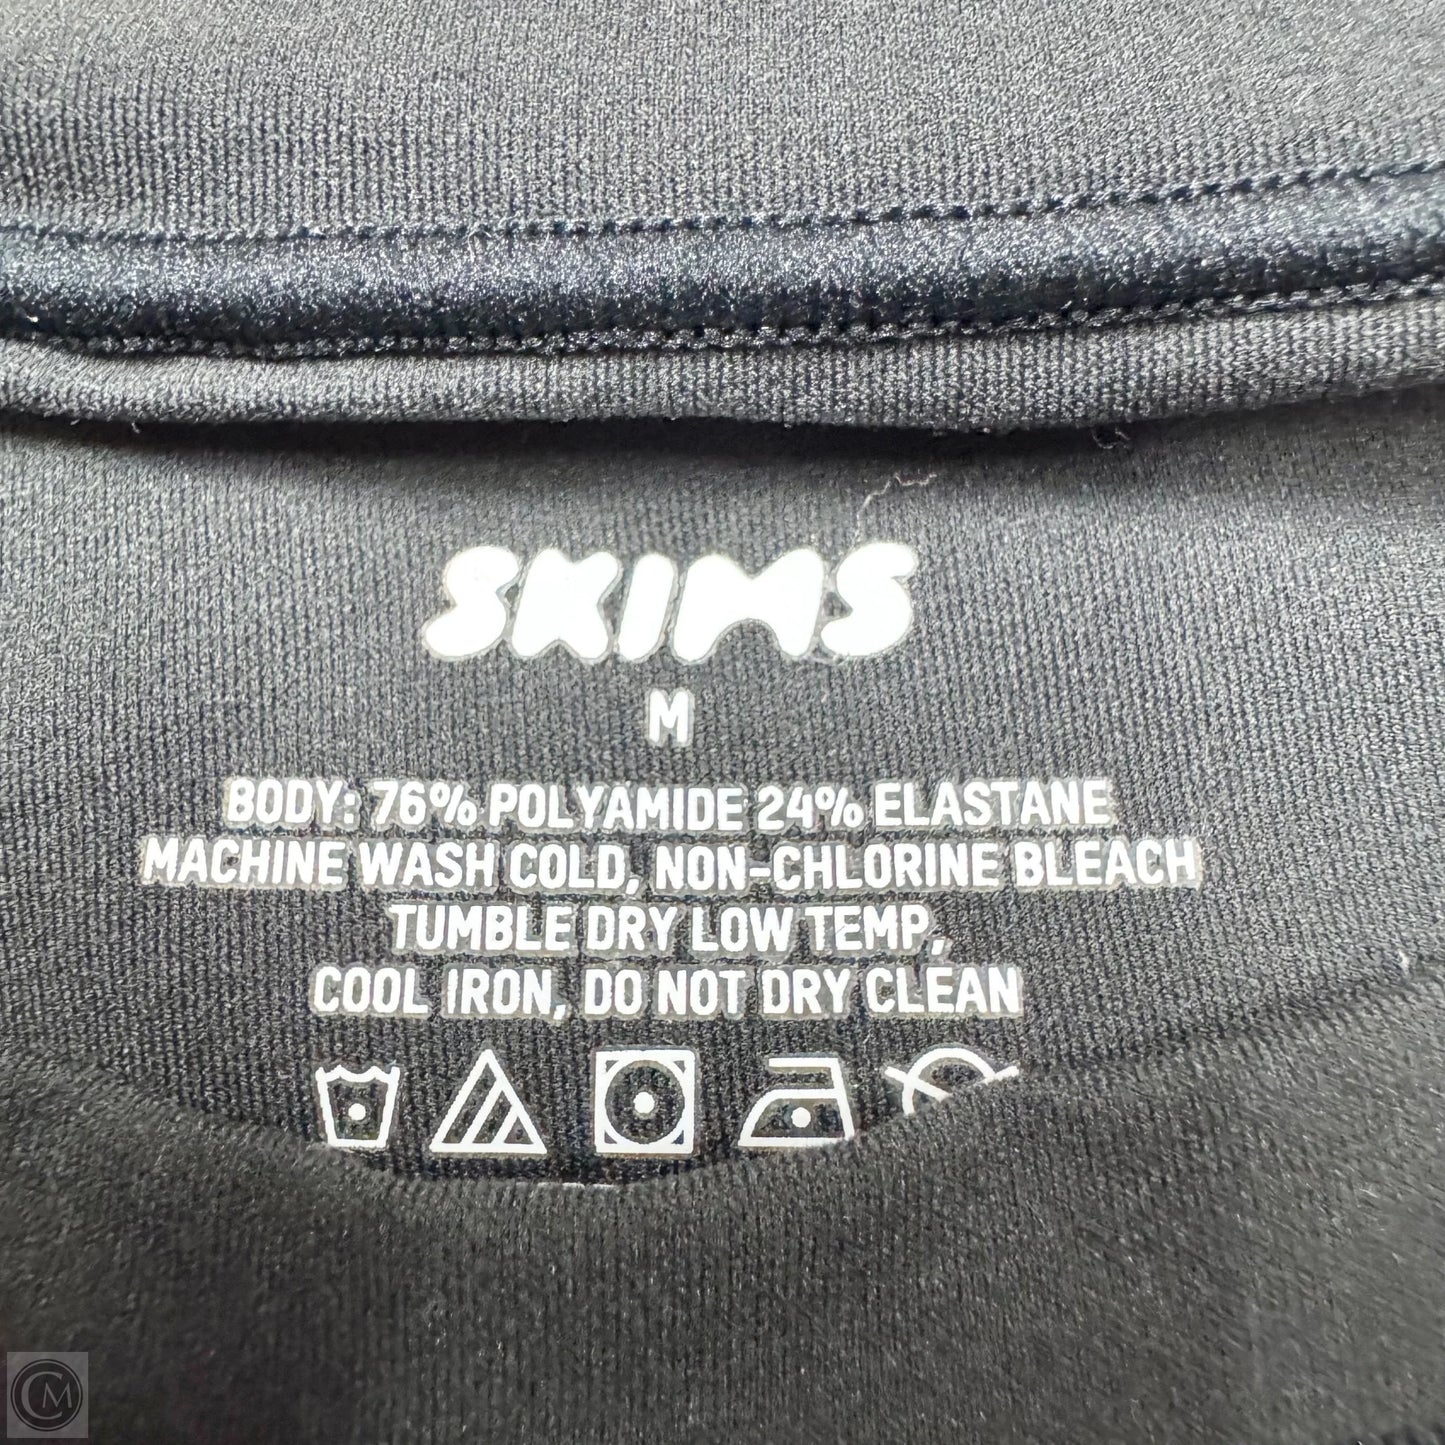 SKIMS
M
BODY: 76% POLYAMIDE 24% ELASTANE
MACHINE WASH COLD, NON-CHLORINE BLEACH
TUMBLE DRY LOW TEMP,
COOL IRON, DO NOT DRY CLEAN
CM